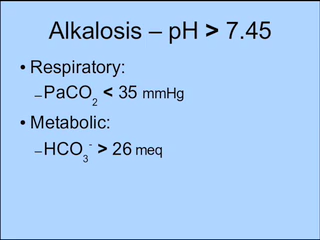 Alkalosis – pH > 7.45
• Respiratory:
– PaCO₂ < 35 mmHg
• Metabolic:
– HCO₃⁻ > 26 meq